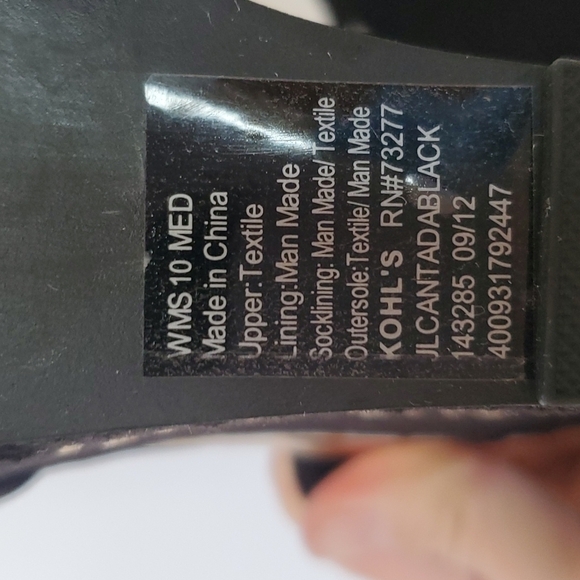 WMS 10 MED
Made in China
Upper:Textile
Lining:Man Made
Socklining: Man Made/ Textile
Outersole:Textile/ Man Made
KOHL'S RN#73277
JLCANTADABLACK
143285 09/12
400931792447